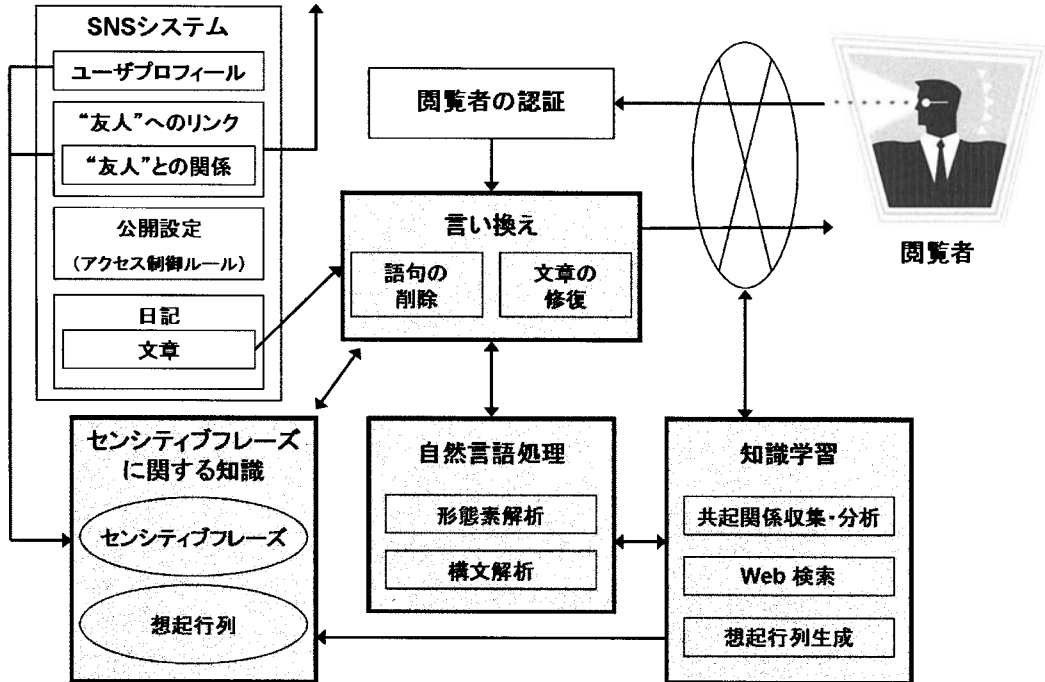 SNSシステム
ユーザプロフィール
“友人”へのリンク
“友人”との関係
公開設定
(アクセス制御ルール)
日記
文章
閲覧者の認証
言い換え
語句の
削除
文章の
修復
閲覧者
センシティブフレーズ
に関する知識
センシティブフレーズ
想起行列
自然言語処理
形態素解析
構文解析
知識学習
共起関係収集・分析
Web 検索
想起行列生成